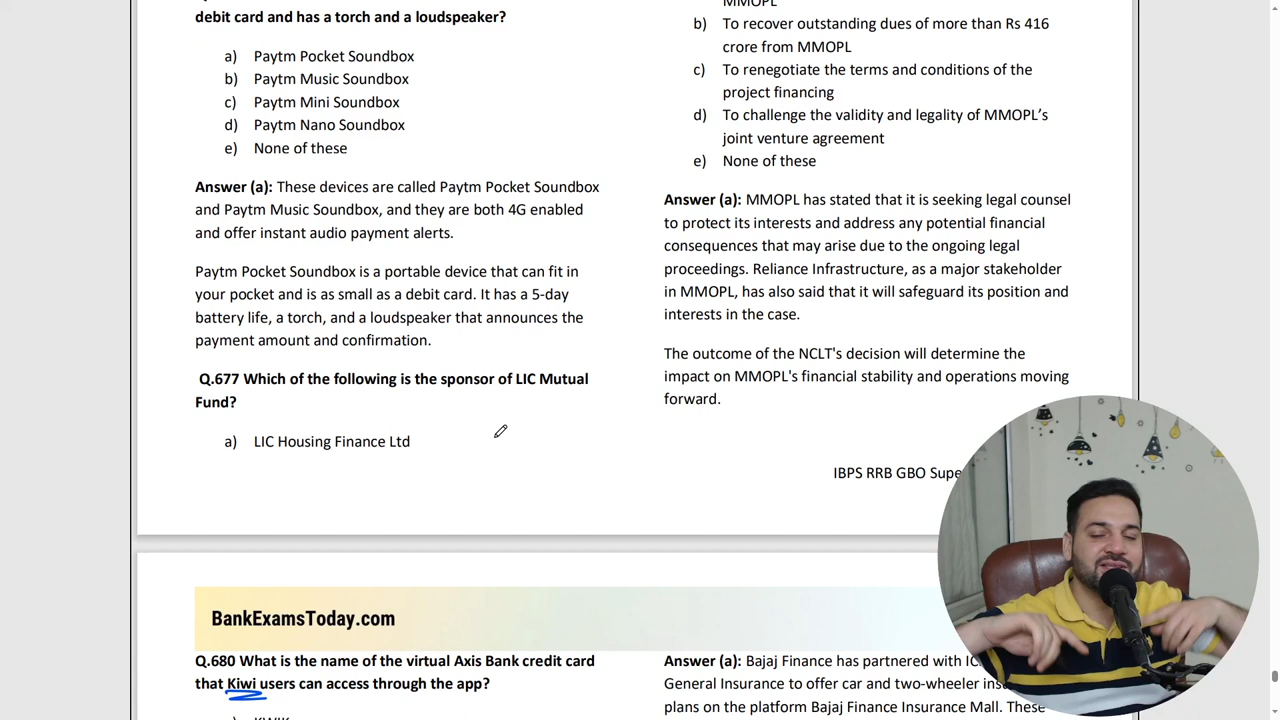 debit card and has a torch and a loudspeaker?
a) Paytm Pocket Soundbox
b) Paytm Music Soundbox
c) Paytm Mini Soundbox
d) Paytm Nano Soundbox
e) None of these
Answer (a): These devices are called Paytm Pocket Soundbox
and Paytm Music Soundbox, and they are both 4G enabled
and offer instant audio payment alerts.
Paytm Pocket Soundbox is a portable device that can fit in
your pocket and is as small as a debit card. It has a 5-day
battery life, a torch, and a loudspeaker that announces the
payment amount and confirmation.
Q.677 Which of the following is the sponsor of LIC Mutual
Fund?
a) LIC Housing Finance Ltd
MMOPL
b) To recover outstanding dues of more than Rs 416
crore from MMOPL
c) To renegotiate the terms and conditions of the
project financing
d) To challenge the validity and legality of MMOPL's
joint venture agreement
e) None of these
Answer (a): MMOPL has stated that it is seeking legal counsel
to protect its interests and address any potential financial
consequences that may arise due to the ongoing legal
proceedings. Reliance Infrastructure, as a major stakeholder
in MMOPL, has also said that it will safeguard its position and
interests in the case.
The outcome of the NCLT's decision will determine the
impact on MMOPL's financial stability and operations moving
forward.
IBPS RRB GBO Supe
BankExamsToday.com
Q.680 What is the name of the virtual Axis Bank credit card
that Kiwi users can access through the app?
Answer (a): Bajaj Finance has partnered with IC
General Insurance to offer car and two-wheeler ins
plans on the platform Bajaj Finance Insurance Mall. These